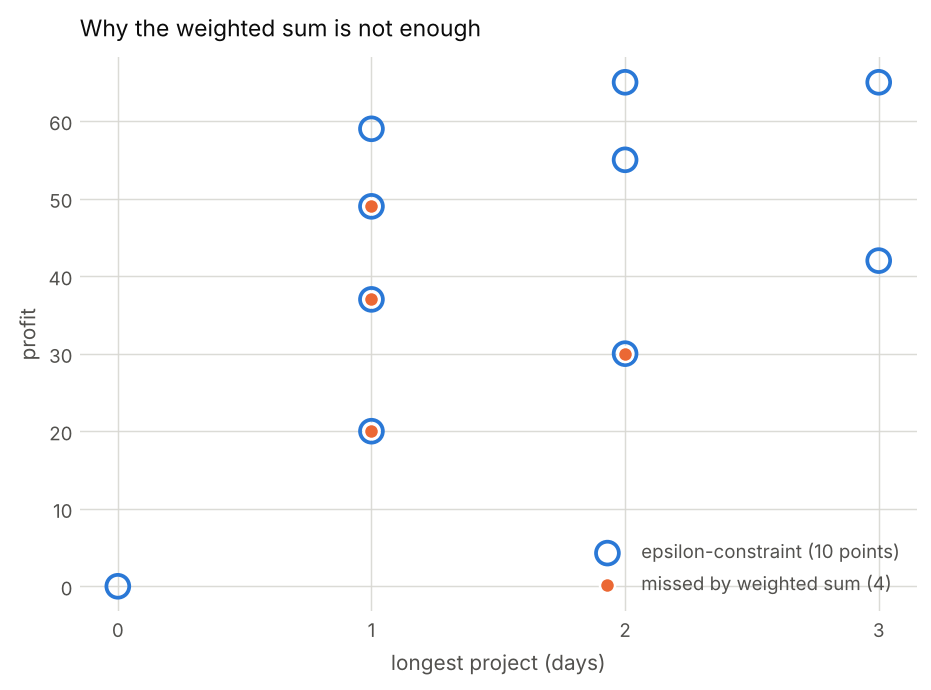 Why the weighted sum is not enough
profit
60
50
40
30
20
10
0
epsilon-constraint (10 points)
missed by weighted sum (4)
0 1 2 3
longest project (days)